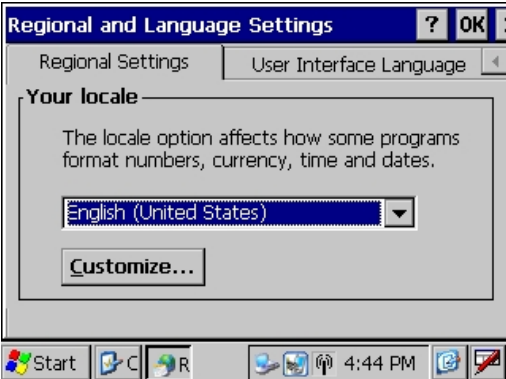 Regional and Language Settings ? OK
Regional Settings User Interface Language
Your locale
The locale option affects how some programs
format numbers, currency, time and dates.
English (United States)
Customize...
Start C R 4:44 PM